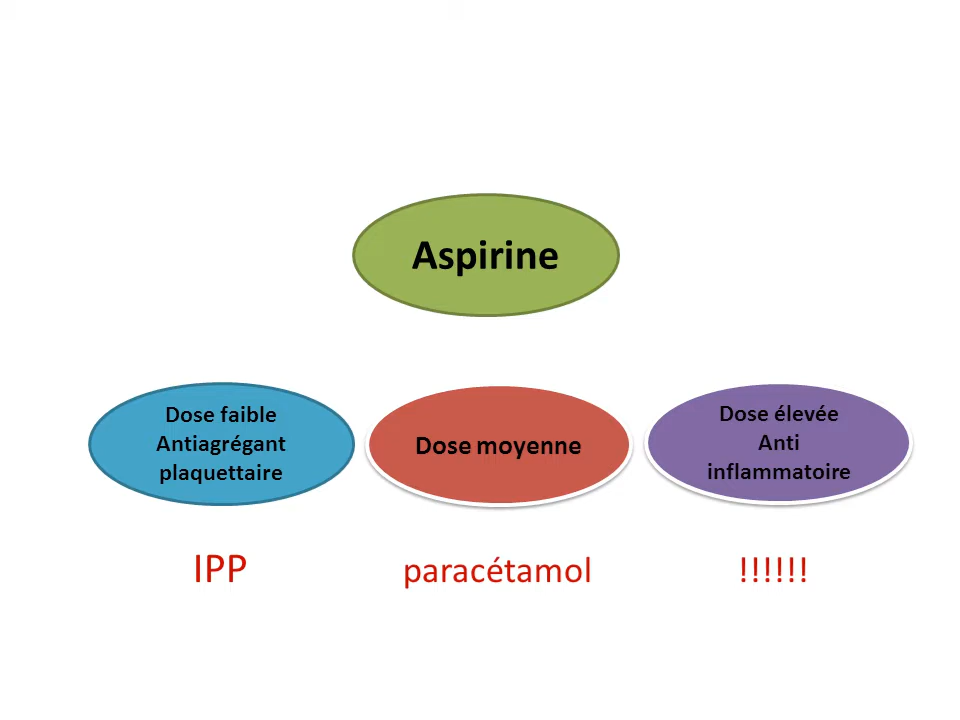 Aspirine
Dose faible
Antiagrégant
plaquettaire
Dose moyenne
Dose élevée
Anti
inflammatoire
IPP
paracétamol
!!!!!!